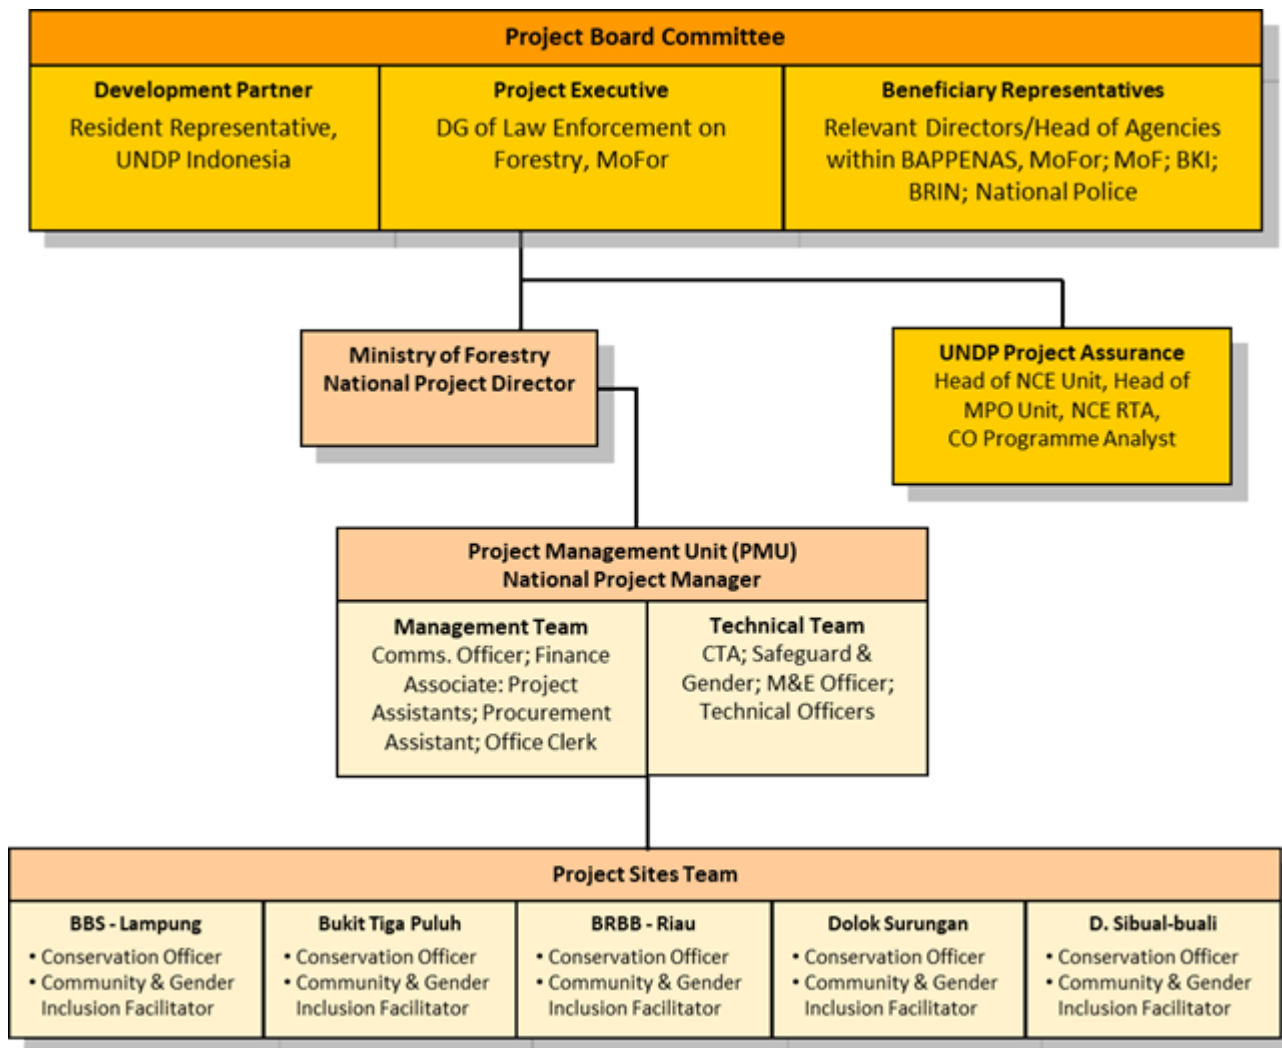 Project Board Committee
Development Partner
Resident Representative,
UNDP Indonesia
Project Executive
DG of Law Enforcement on
Forestry, MoFor
Beneficiary Representatives
Relevant Directors/Head of Agencies
within BAPPENAS, MoFor; MoF; BKI;
BRIN; National Police
Ministry of Forestry
National Project Director
UNDP Project Assurance
Head of NCE Unit, Head of
MPO Unit, NCE RTA,
CO Programme Analyst
Project Management Unit (PMU)
National Project Manager
Management Team
Comms. Officer; Finance
Associate: Project
Assistants; Procurement
Assistant; Office Clerk
Technical Team
CTA; Safeguard &
Gender; M&E Officer;
Technical Officers
Project Sites Team
BBS - Lampung
• Conservation Officer
• Community & Gender
Inclusion Facilitator
Bukit Tiga Puluh
• Conservation Officer
• Community & Gender
Inclusion Facilitator
BRBB - Riau
• Conservation Officer
• Community & Gender
Inclusion Facilitator
Dolok Surungan
• Conservation Officer
• Community & Gender
Inclusion Facilitator
D. Sibual-buali
• Conservation Officer
• Community & Gender
Inclusion Facilitator